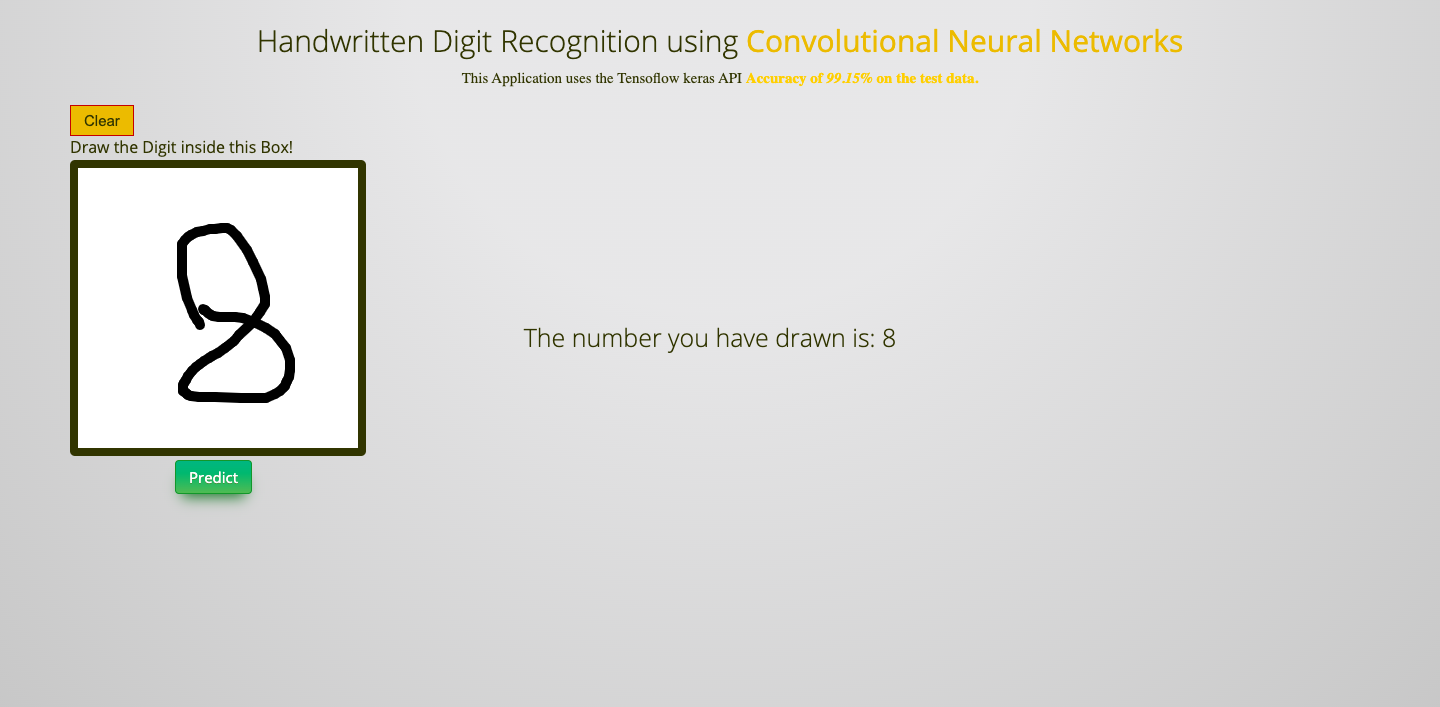 Handwritten Digit Recognition using Convolutional Neural Networks
This Application uses the Tensoflow keras API Accuracy of 99.15% on the test data.
Clear
Draw the Digit inside this Box!
8
The number you have drawn is: 8
Predict